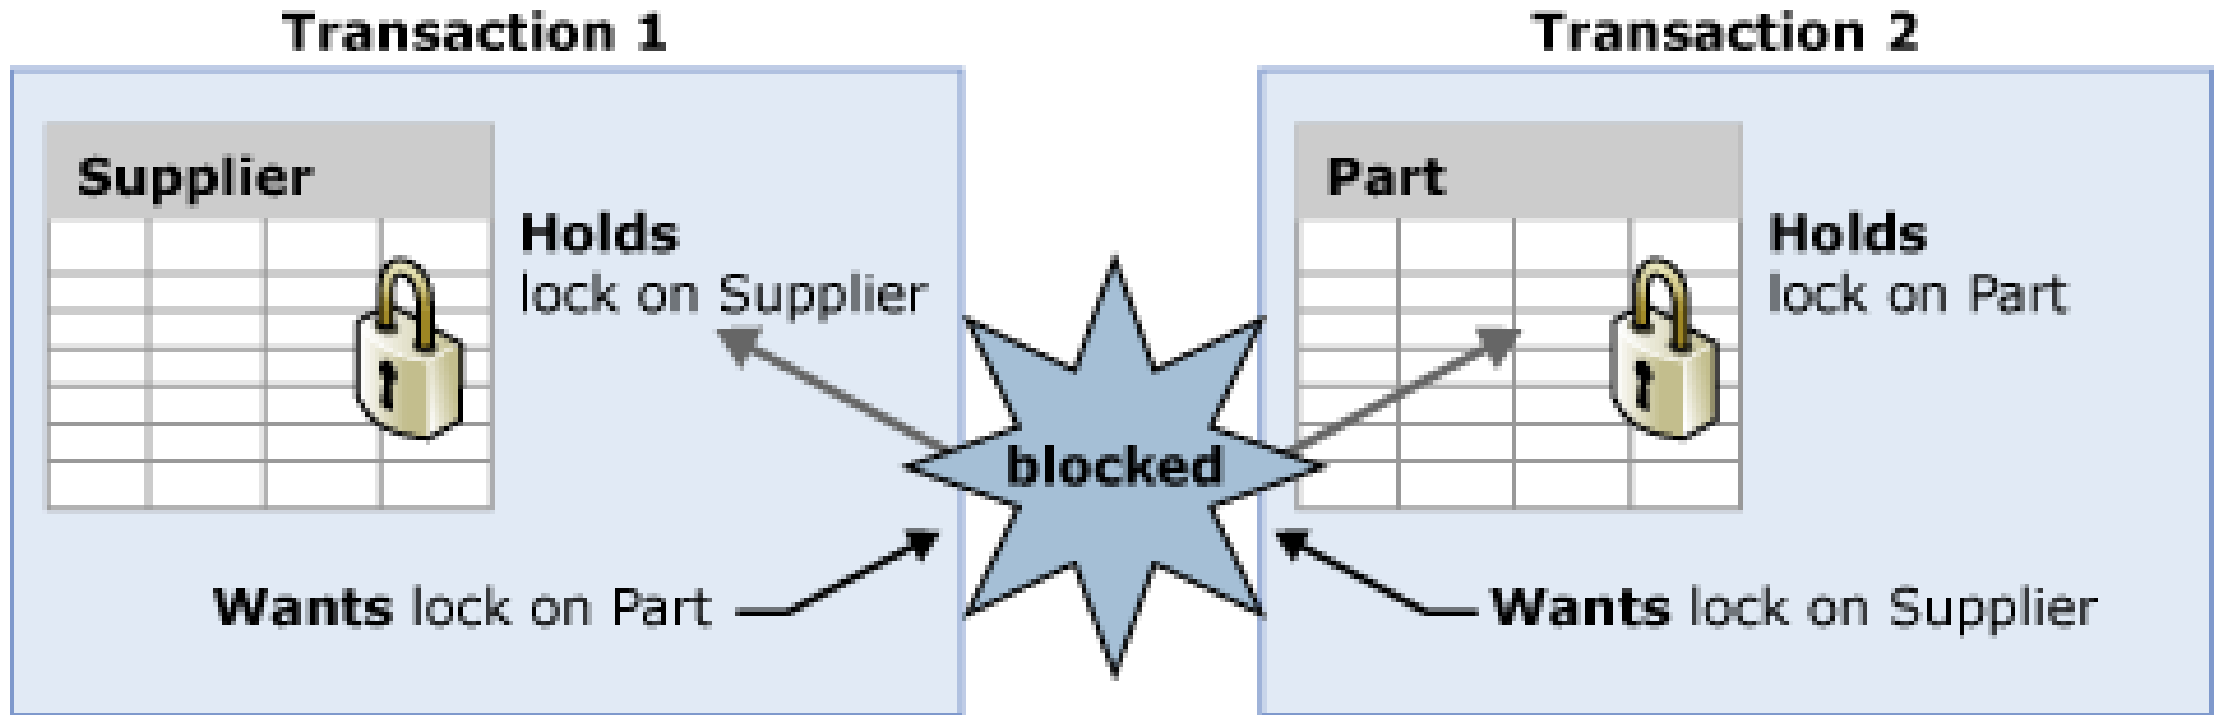 Transaction 1
Supplier
Holds
lock on Supplier
Wants lock on Part
blocked
Transaction 2
Part
Holds
lock on Part
Wants lock on Supplier